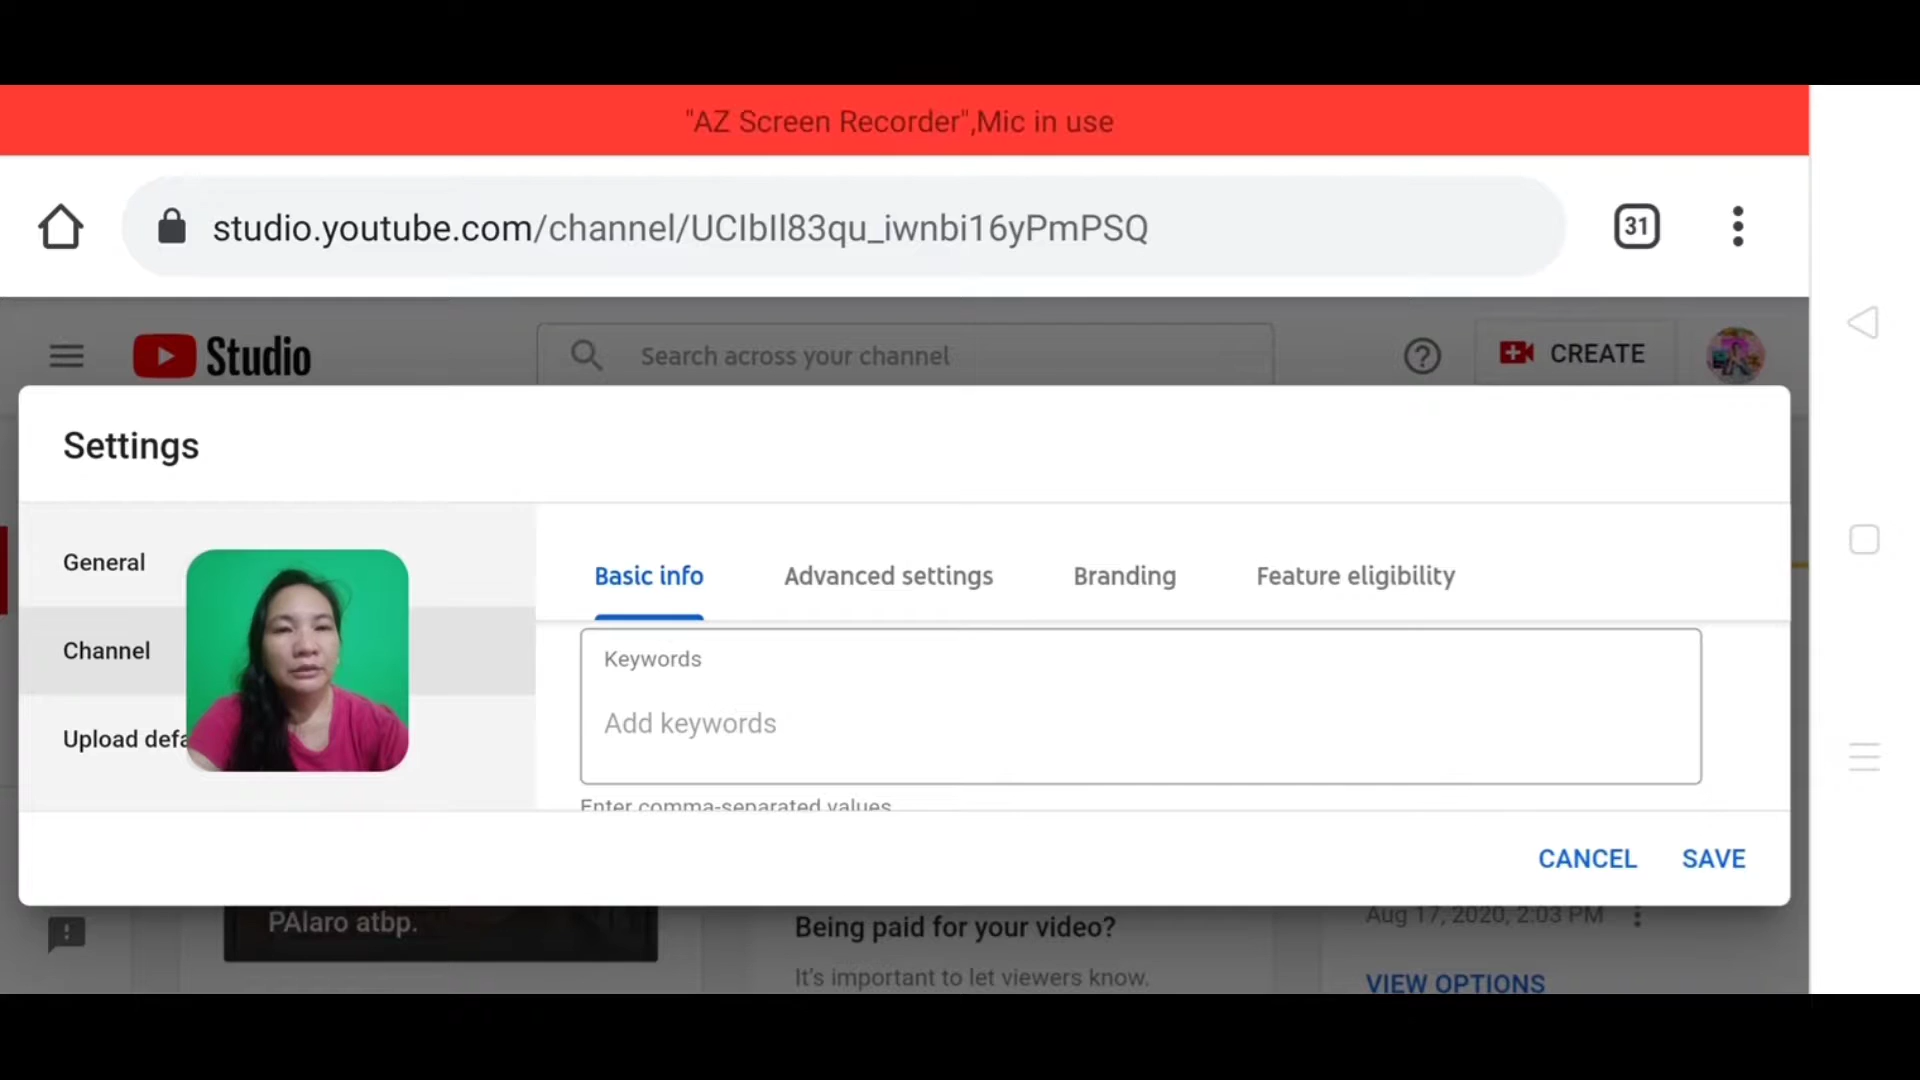 "AZ Screen Recorder",Mic in use
studio.youtube.com/channel/UCIbIl83qu_iwnbi16yPmPSQ
31
Studio
Search across your channel
CREATE
Settings
General
Channel
Upload defa
Basic info
Advanced settings
Branding
Feature eligibility
Keywords
Add keywords
Enter comma-separated values
CANCEL
SAVE
PAlaro atbp.
Being paid for your video?
It's important to let viewers know.
Aug 17, 2020, 2:03 PM
VIEW OPTIONS